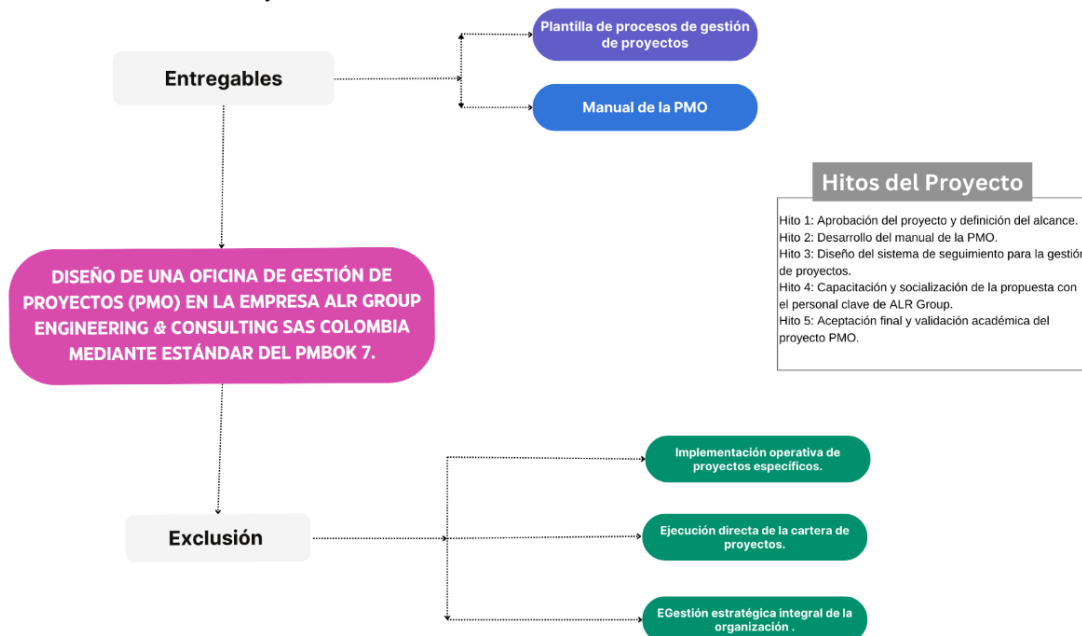 Plantilla de procesos de gestión
de proyectos
Entregables
Manual de la PMO
Hitos del Proyecto
Hito 1: Aprobación del proyecto y definición del alcance.
Hito 2: Desarrollo del manual de la PMO.
Hito 3: Diseño del sistema de seguimiento para la gestión
de proyectos.
Hito 4: Capacitación y socialización de la propuesta con
el personal clave de ALR Group.
Hito 5: Aceptación final y validación académica del
proyecto PMO.
DISEÑO DE UNA OFICINA DE GESTIÓN DE
PROYECTOS (PMO) EN LA EMPRESA ALR GROUP
ENGINEERING & CONSULTING SAS COLOMBIA
MEDIANTE ESTÁNDAR DEL PMBOK 7.
Implementación operativa de
proyectos específicos.
Exclusión
Ejecución directa de la cartera de
proyectos.
EGestión estratégica integral de la
organización .